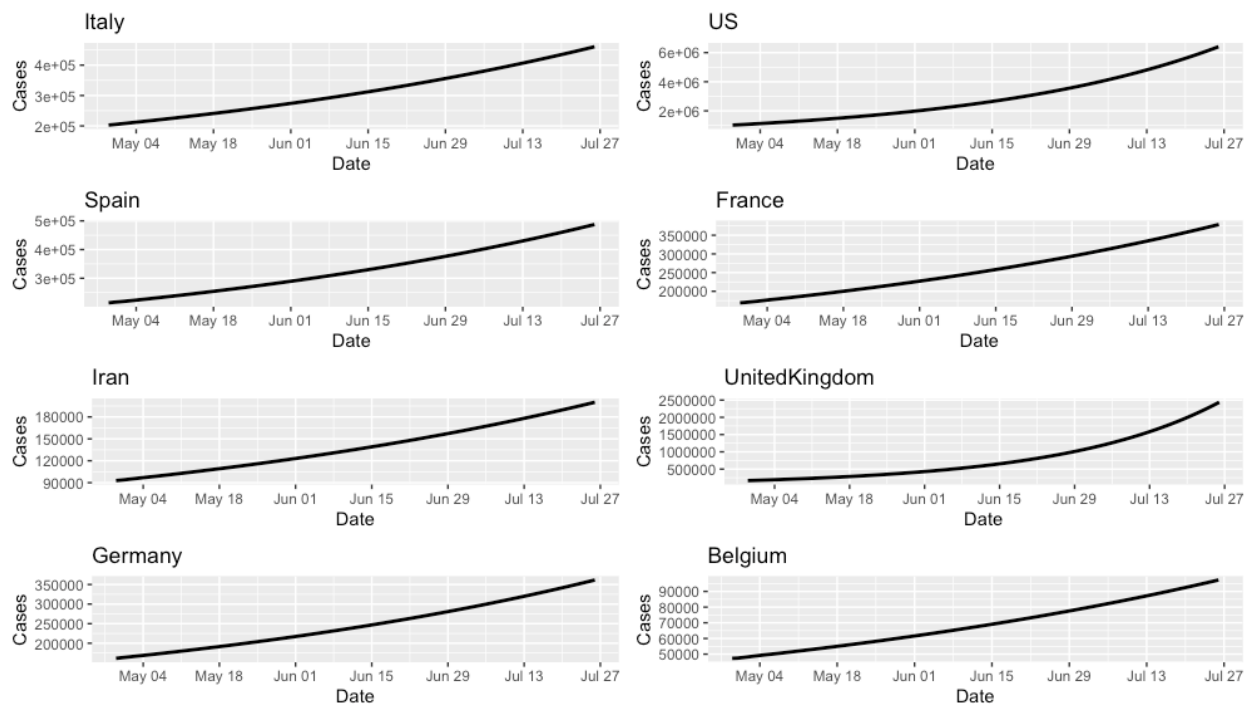 Italy
Cases
4e+05
3e+05
2e+05
May 04 May 18 Jun 01 Jun 15 Jun 29 Jul 13 Jul 27
Date
US
Cases
6e+06
4e+06
2e+06
May 04 May 18 Jun 01 Jun 15 Jun 29 Jul 13 Jul 27
Date
Spain
Cases
5e+05
4e+05
3e+05
May 04 May 18 Jun 01 Jun 15 Jun 29 Jul 13 Jul 27
Date
France
Cases
350000
300000
250000
200000
May 04 May 18 Jun 01 Jun 15 Jun 29 Jul 13 Jul 27
Date
Iran
Cases
180000
150000
120000
90000
May 04 May 18 Jun 01 Jun 15 Jun 29 Jul 13 Jul 27
Date
UnitedKingdom
Cases
2500000
2000000
1500000
1000000
500000
May 04 May 18 Jun 01 Jun 15 Jun 29 Jul 13 Jul 27
Date
Germany
Cases
350000
300000
250000
200000
May 04 May 18 Jun 01 Jun 15 Jun 29 Jul 13 Jul 27
Date
Belgium
Cases
90000
80000
70000
60000
50000
May 04 May 18 Jun 01 Jun 15 Jun 29 Jul 13 Jul 27
Date